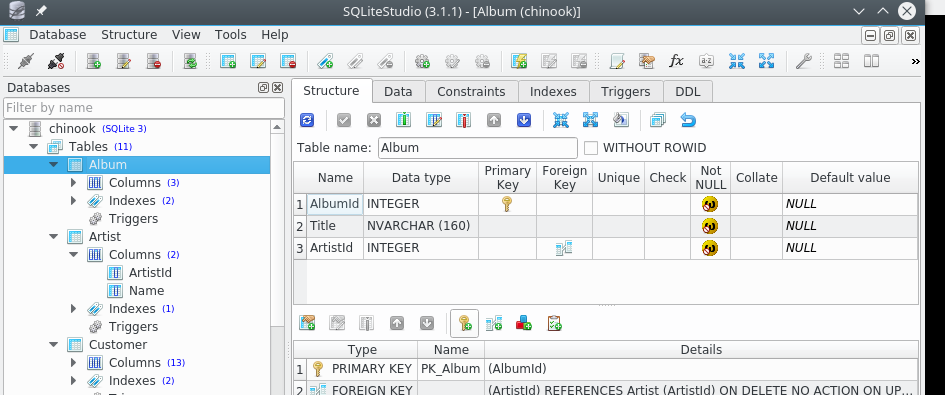 SQLiteStudio (3.1.1) - [Album (chinook)]
Database Structure View Tools Help
Databases
Filter by name
chinook (SQLite 3)
Tables (11)
Album
Columns (3)
Indexes (2)
Triggers
Artist
Columns (2)
ArtistId
Name
Indexes (1)
Triggers
Customer
Columns (13)
Indexes (2)
Structure Data Constraints Indexes Triggers DDL
Table name: Album WITHOUT ROWID
Name Data type Primary Key Foreign Key Unique Check Not NULL Collate Default value
1 AlbumId INTEGER NULL
2 Title NVARCHAR (160) NULL
3 ArtistId INTEGER NULL
Type Name Details
1 PRIMARY KEY PK_Album (AlbumId)
2 FOREIGN KEY (ArtistId) REFERENCES Artist (ArtistId) ON DELETE NO ACTION ON UP...